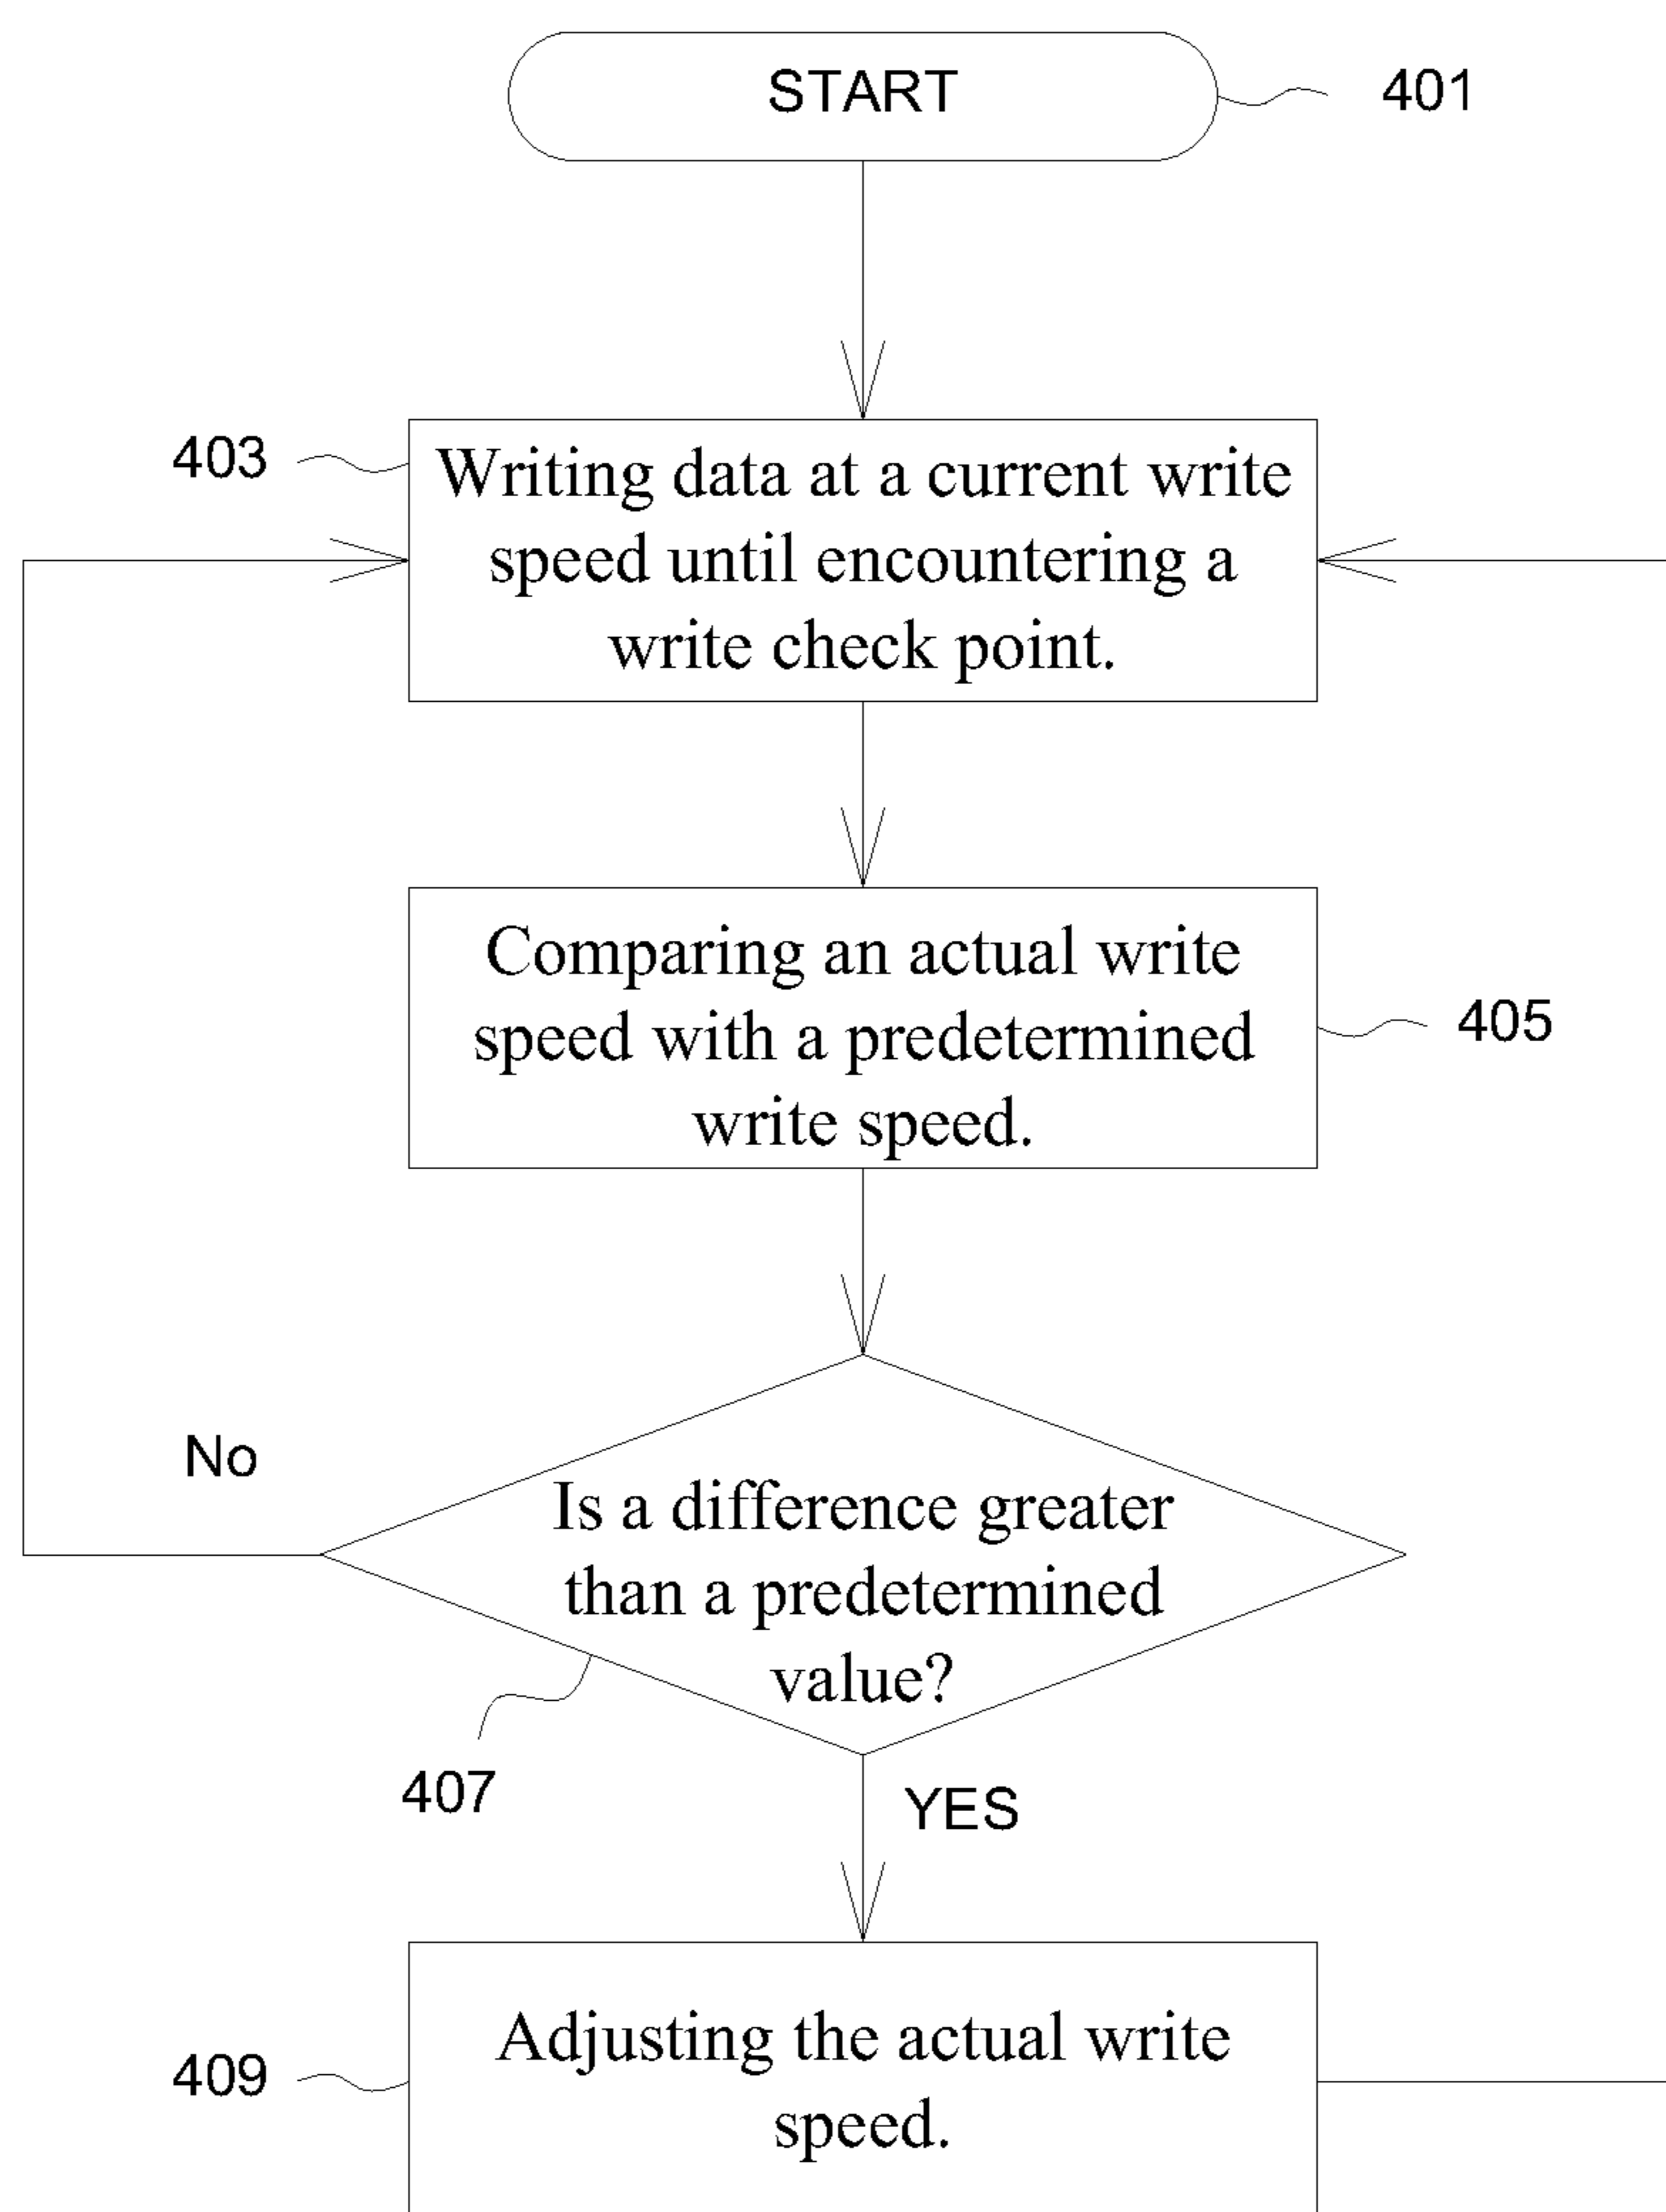 START
401
403
Writing data at a current write
speed until encountering a
write check point.
Comparing an actual write
speed with a predetermined
write speed.
405
No
Is a difference greater
than a predetermined
value?
407
YES
409
Adjusting the actual write
speed.